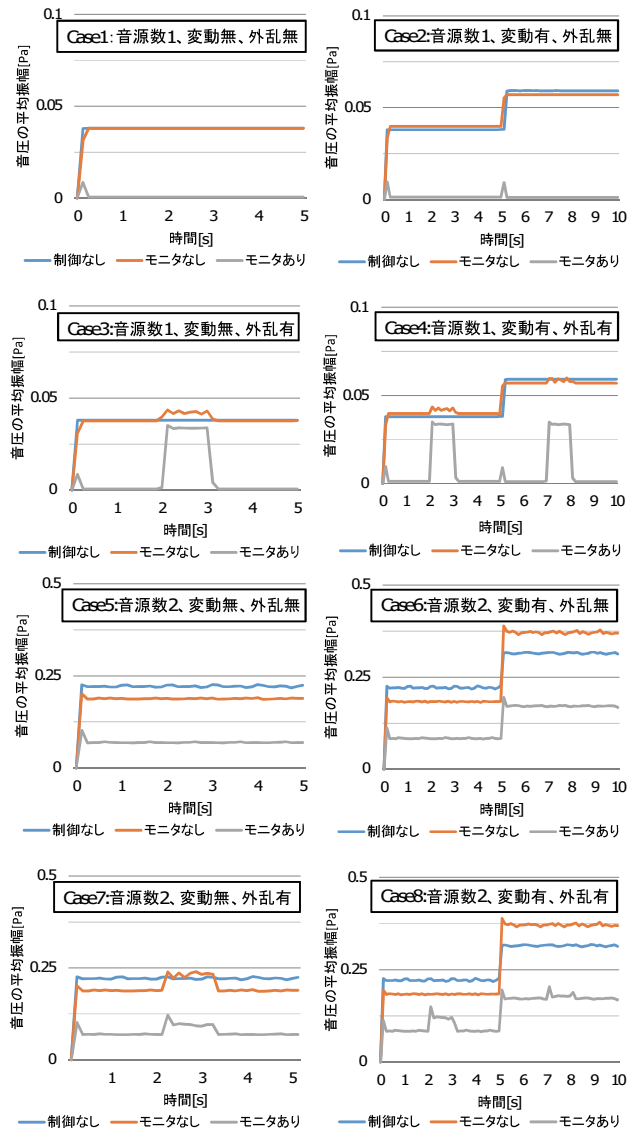 Case1:音源数1、変動無、外乱無
音圧の平均振幅[Pa]
0.1
0.05
0
0 1 2 3 4 5
時間[s]
制御なし モニタなし モニタあり
Case2:音源数1、変動有、外乱無
音圧の平均振幅[Pa]
0.1
0.05
0
0 1 2 3 4 5 6 7 8 9 10
時間[s]
制御なし モニタなし モニタあり
Case3:音源数1、変動無、外乱有
音圧の平均振幅[Pa]
0.1
0.05
0
0 1 2 3 4 5
時間[s]
制御なし モニタなし モニタあり
Case4:音源数1、変動有、外乱有
音圧の平均振幅[Pa]
0.1
0.05
0
0 1 2 3 4 5 6 7 8 9 10
時間[s]
制御なし モニタなし モニタあり
Case5:音源数2、変動無、外乱無
音圧の平均振幅[Pa]
0.5
0.25
0
0 1 2 3 4 5
時間[s]
制御なし モニタなし モニタあり
Case6:音源数2、変動有、外乱無
音圧の平均振幅[Pa]
0.5
0.25
0
0 1 2 3 4 5 6 7 8 9 10
時間[s]
制御なし モニタなし モニタあり
Case7:音源数2、変動無、外乱有
音圧の平均振幅[Pa]
0.5
0.25
0
1 2 3 4 5
時間[s]
制御なし モニタなし モニタあり
Case8:音源数2、変動有、外乱有
音圧の平均振幅[Pa]
0.5
0.25
0
0 1 2 3 4 5 6 7 8 9 10
時間[s]
制御なし モニタなし モニタあり